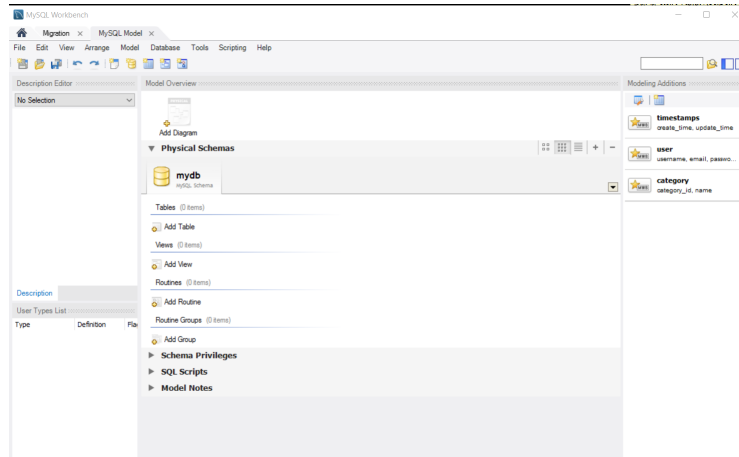 MySQL Workbench
Migration × MySQL Model ×
File Edit View Arrange Model Database Tools Scripting Help
Description Editor
No Selection
Description
User Types List
Type Definition Flag
Model Overview
Add Diagram
Physical Schemas
mydb
MySQL Schema
Tables (0 items)
Add Table
Views (0 items)
Add View
Routines (0 items)
Add Routine
Routine Groups (0 items)
Add Group
Schema Privileges
SQL Scripts
Model Notes
Modeling Additions
timestamps
create_time, update_time
user
username, email, passwo...
category
category_id, name